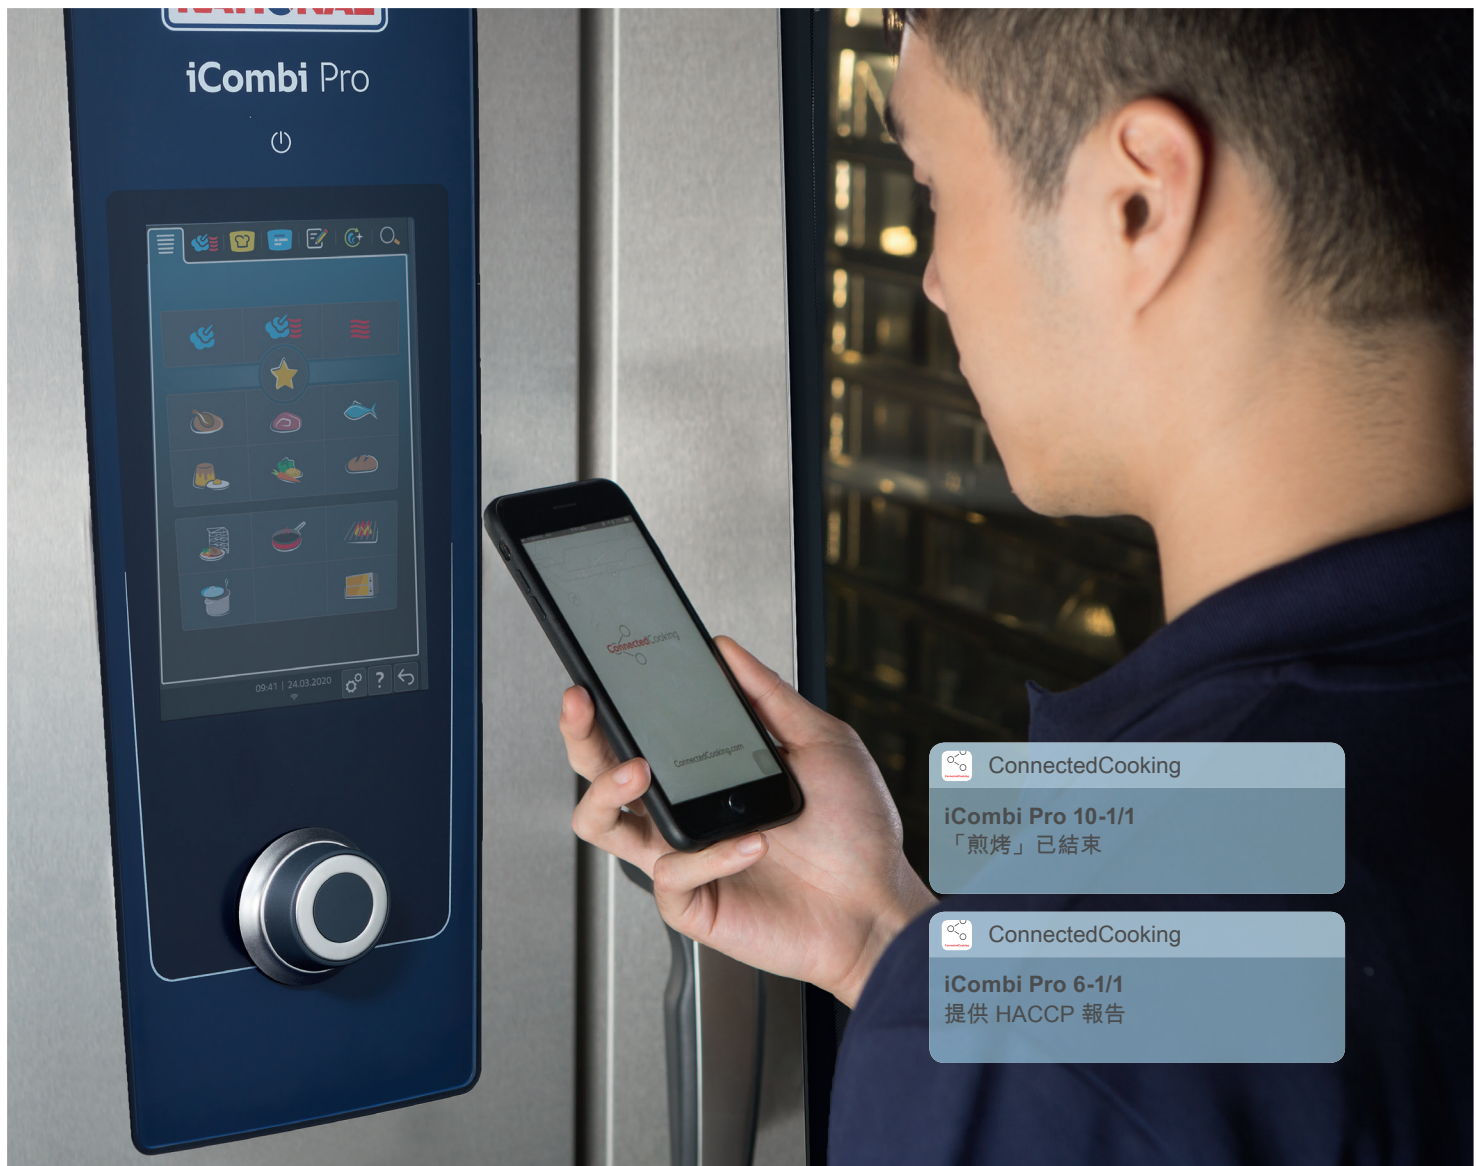 NATIONAL
iCombi Pro
?
09:41 | 24.03.2020
ConnectedCooking
ConnectedCooking.com
ConnectedCooking
iCombi Pro 10-1/1
「煎烤」已結束
ConnectedCooking
iCombi Pro 6-1/1
提供 HACCP 報告